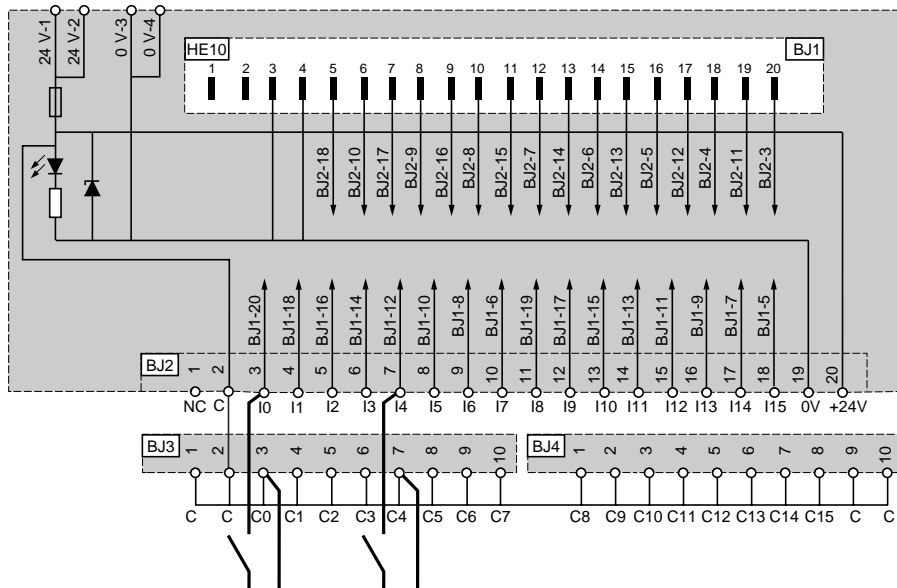 24 V-1 24 V-2 0 V-3 0 V-4
HE10 BJ1
1 2 3 4 5 6 7 8 9 10 11 12 13 14 15 16 17 18 19 20
BJ2-18 BJ2-10 BJ2-17 BJ2-9 BJ2-16 BJ2-8 BJ2-15 BJ2-7 BJ2-14 BJ2-6 BJ2-13 BJ2-5 BJ2-12 BJ2-4 BJ2-11 BJ2-3
BJ1-20 BJ1-18 BJ1-16 BJ1-14 BJ1-12 BJ1-10 BJ1-8 BJ1-6 BJ1-19 BJ1-17 BJ1-15 BJ1-13 BJ1-11 BJ1-9 BJ1-7 BJ1-5
BJ2
1 2 3 4 5 6 7 8 9 10 11 12 13 14 15 16 17 18 19 20
NC C I0 I1 I2 I3 I4 I5 I6 I7 I8 I9 I10 I11 I12 I13 I14 I15 0V +24V
BJ3 BJ4
1 2 3 4 5 6 7 8 9 10 1 2 3 4 5 6 7 8 9 10
C C C0 C1 C2 C3 C4 C5 C6 C7 C8 C9 C10 C11 C12 C13 C14 C15 C C